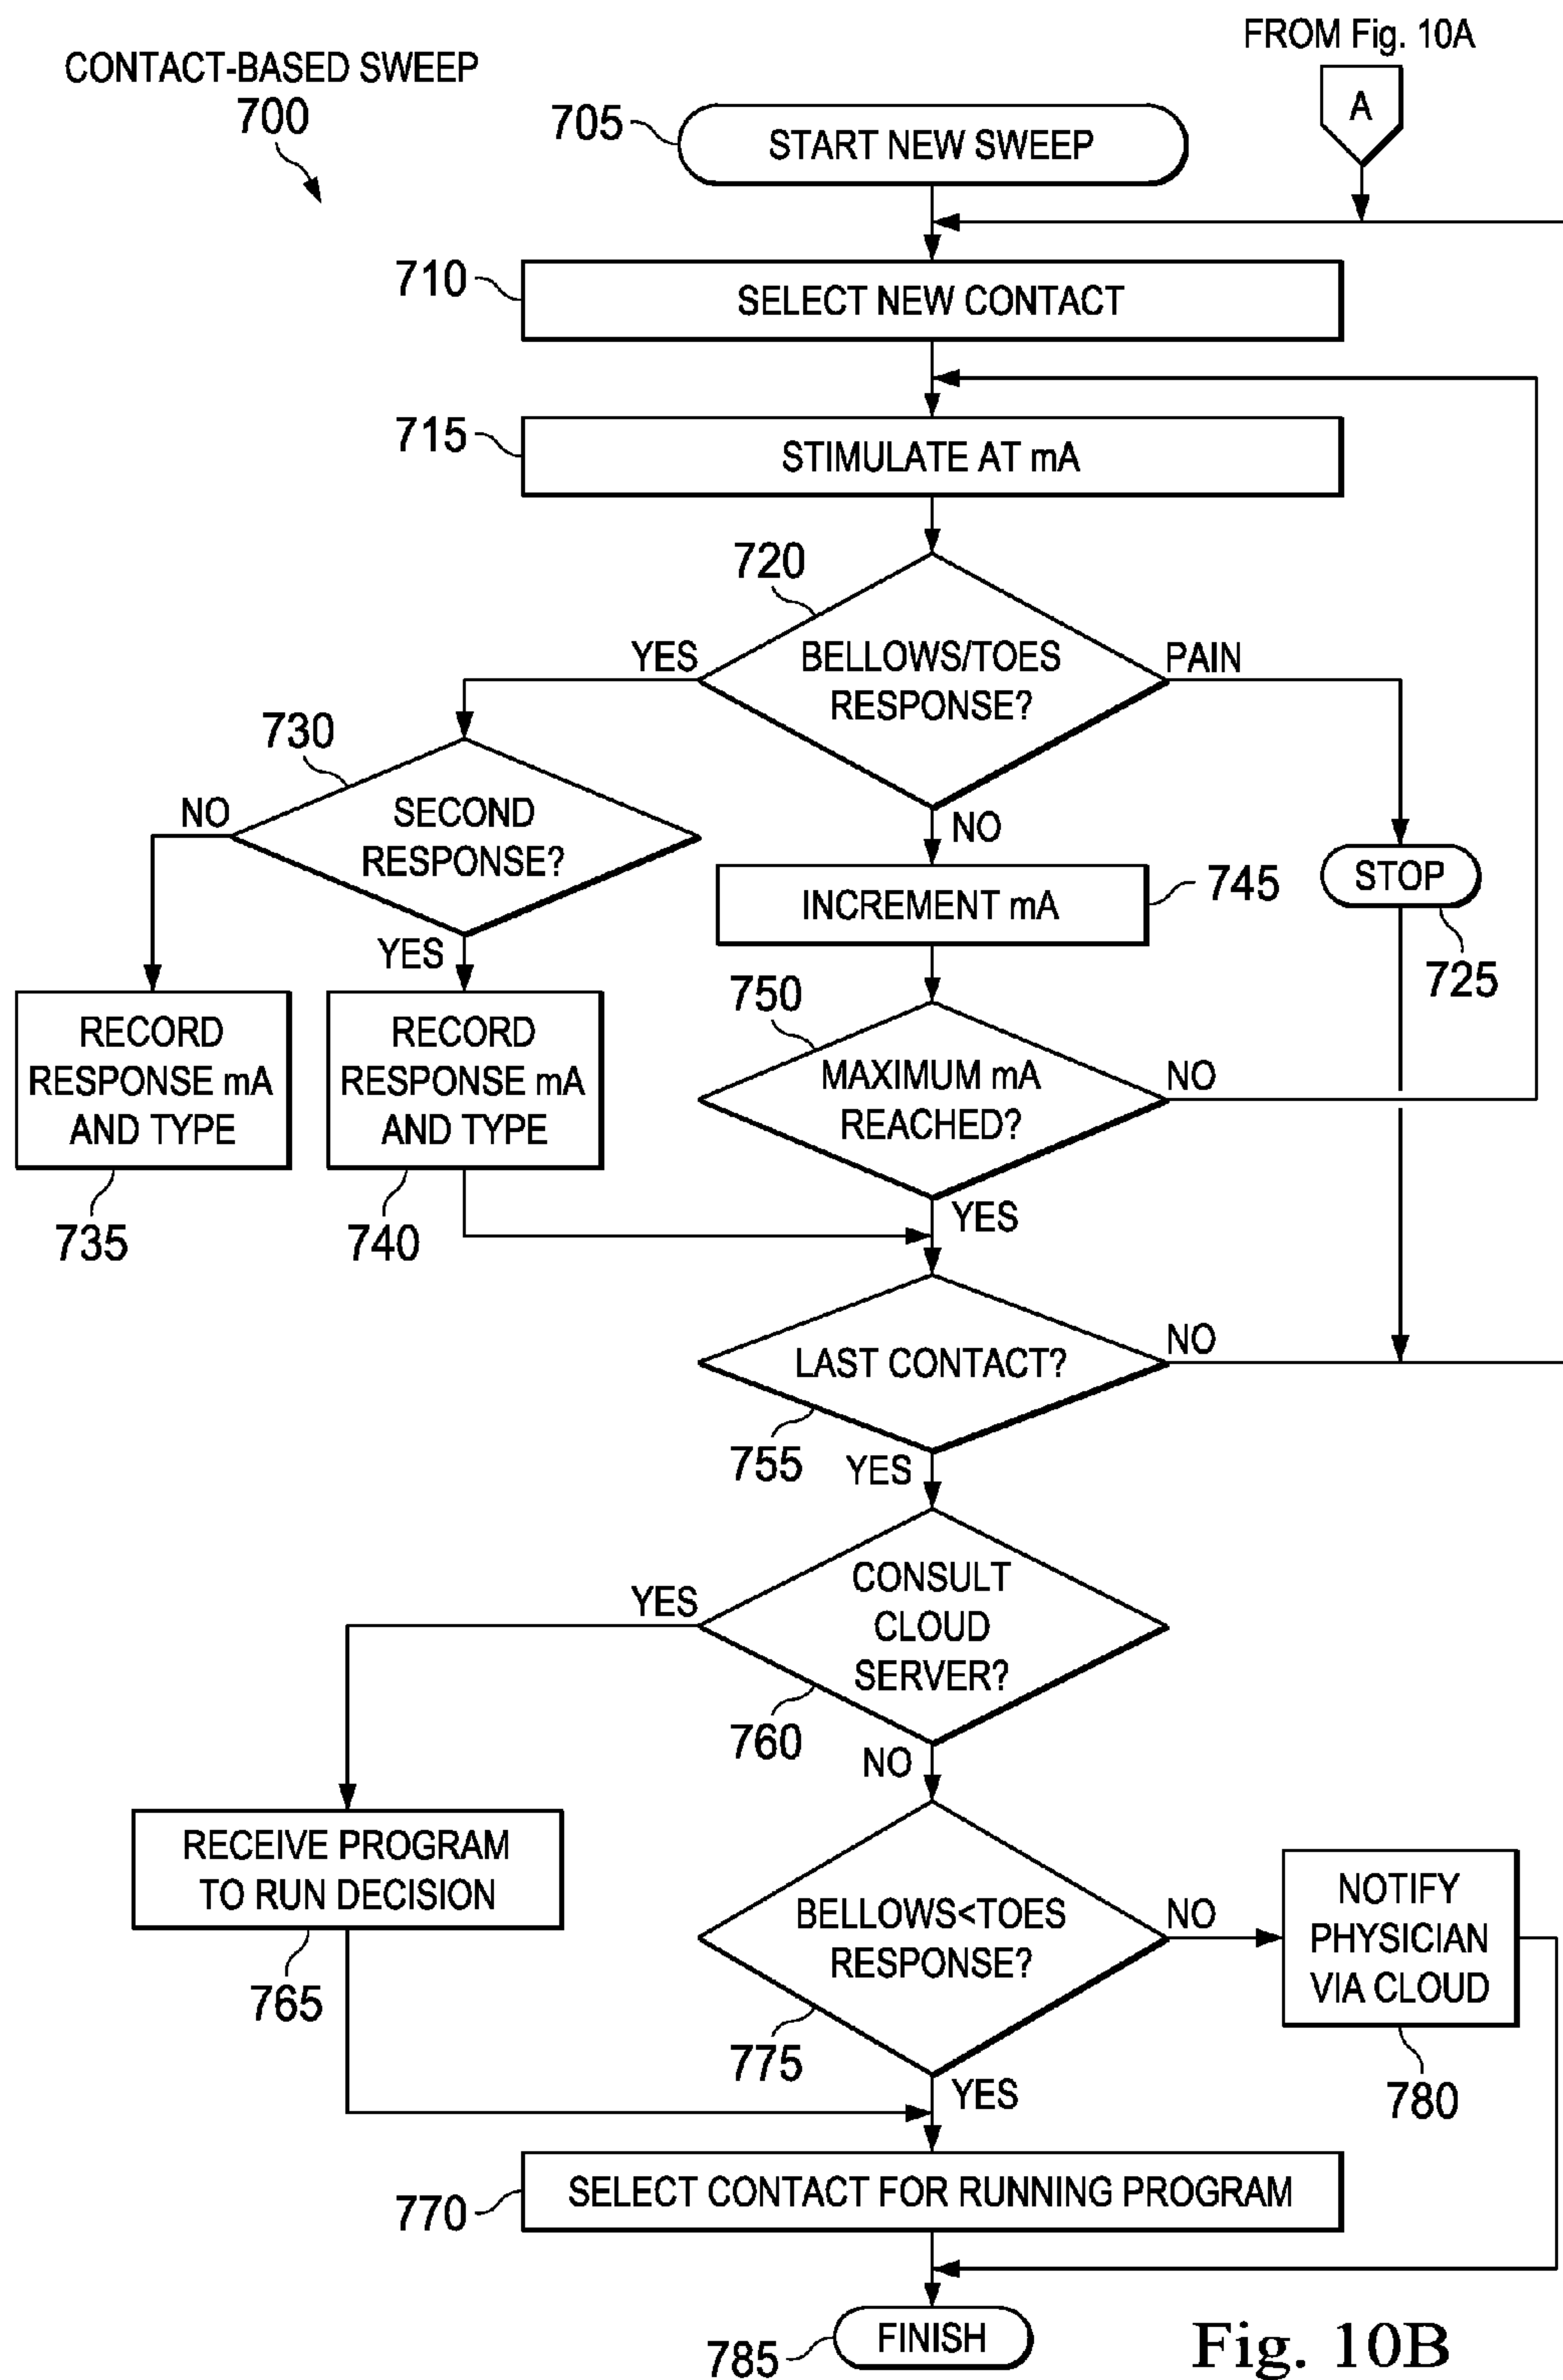 FROM Fig. 10A
CONTACT-BASED SWEEP
700
A
705
START NEW SWEEP
710
SELECT NEW CONTACT
715
STIMULATE AT mA
720
YES
BELLOWS/TOES
RESPONSE?
PAIN
730
NO
SECOND
RESPONSE?
NO
YES
INCREMENT mA
745
STOP
725
RECORD
RESPONSE mA
AND TYPE
735
RECORD
RESPONSE mA
AND TYPE
740
750
MAXIMUM mA
REACHED?
NO
YES
LAST CONTACT?
NO
755
YES
CONSULT
CLOUD
SERVER?
YES
760
NO
RECEIVE PROGRAM
TO RUN DECISION
765
BELLOWS<TOES
RESPONSE?
NO
775
YES
NOTIFY
PHYSICIAN
VIA CLOUD
780
770
SELECT CONTACT FOR RUNNING PROGRAM
785
FINISH
Fig. 10B